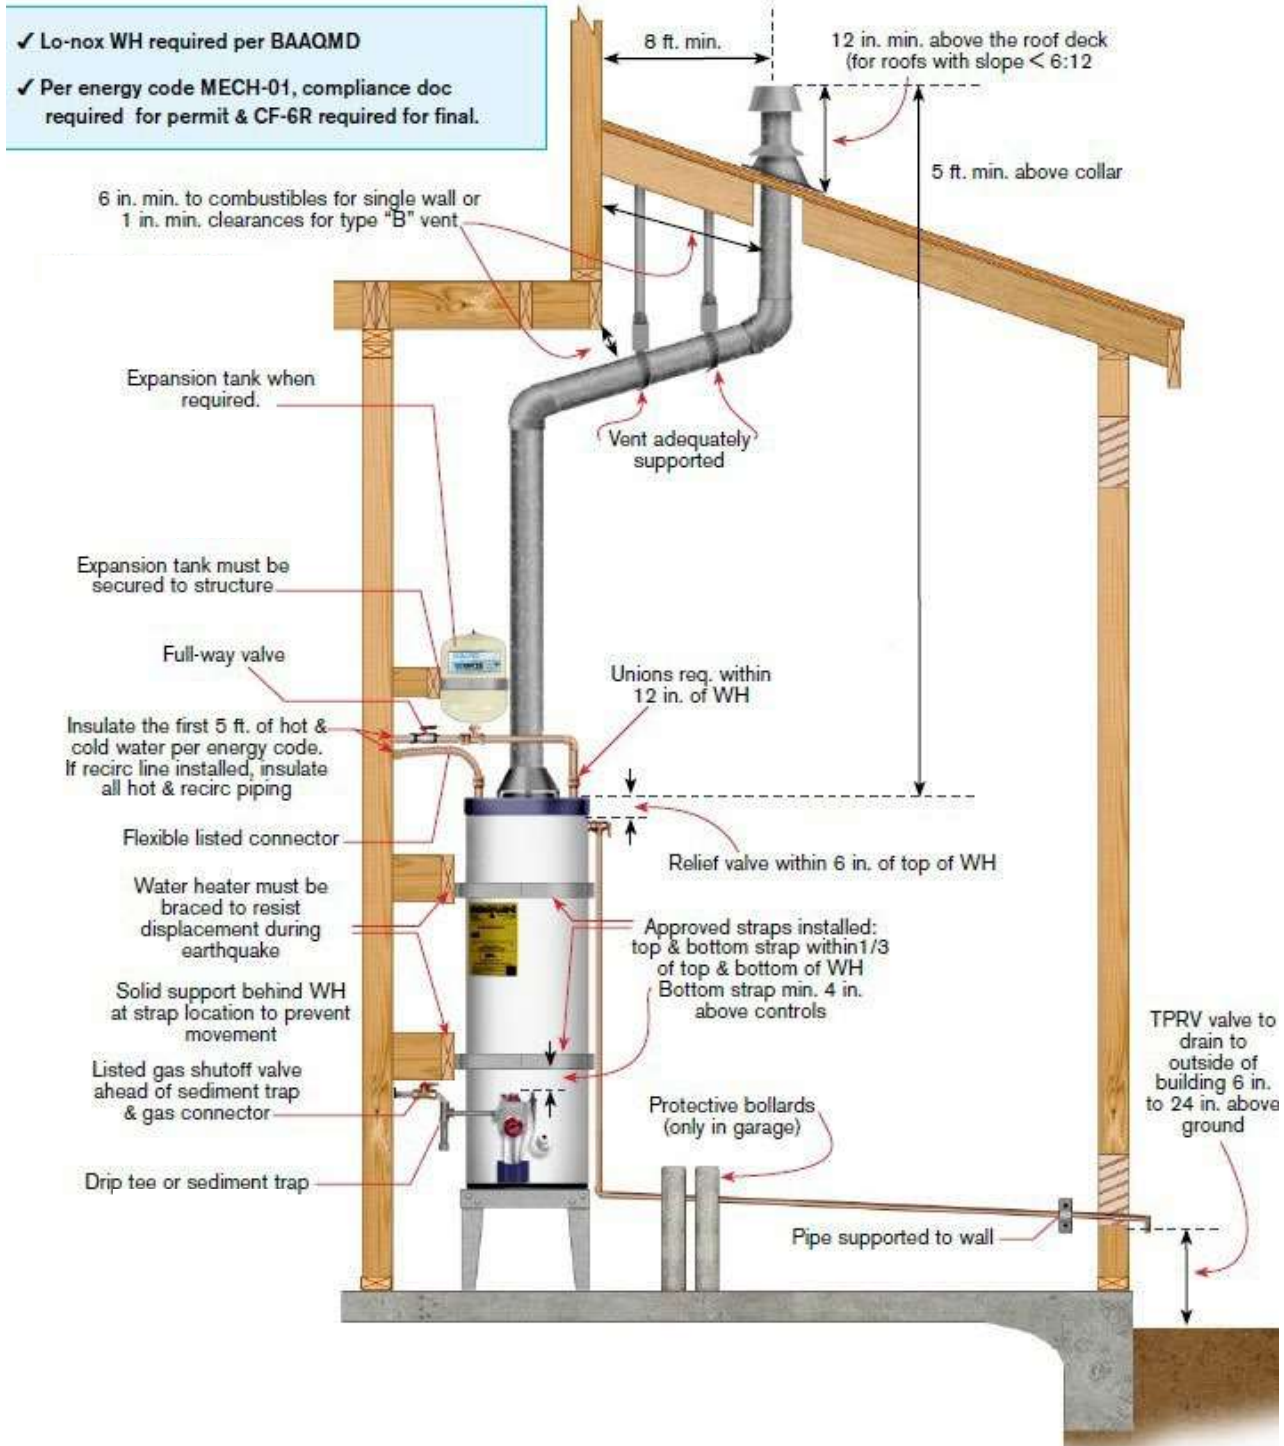 ✓ Lo-nox WH required per BAAQMD
✓ Per energy code MECH-01, compliance doc
required for permit & CF-6R required for final.
8 ft. min.
12 in. min. above the roof deck
(for roofs with slope < 6:12
5 ft. min. above collar
6 in. min. to combustibles for single wall or
1 in. min. clearances for type "B" vent
Expansion tank when
required.
Vent adequately
supported
Expansion tank must be
secured to structure
Full-way valve
Unions req. within
12 in. of WH
Insulate the first 5 ft. of hot &
cold water per energy code.
If recirc line installed, insulate
all hot & recirc piping
Flexible listed connector
Relief valve within 6 in. of top of WH
Water heater must be
braced to resist
displacement during
earthquake
Approved straps installed:
top & bottom strap within1/3
of top & bottom of WH
Bottom strap min. 4 in.
above controls
Solid support behind WH
at strap location to prevent
movement
Listed gas shutoff valve
ahead of sediment trap
& gas connector
TPRV valve to
drain to
outside of
building 6 in.
to 24 in. above
ground
Protective bollards
(only in garage)
Drip tee or sediment trap
Pipe supported to wall